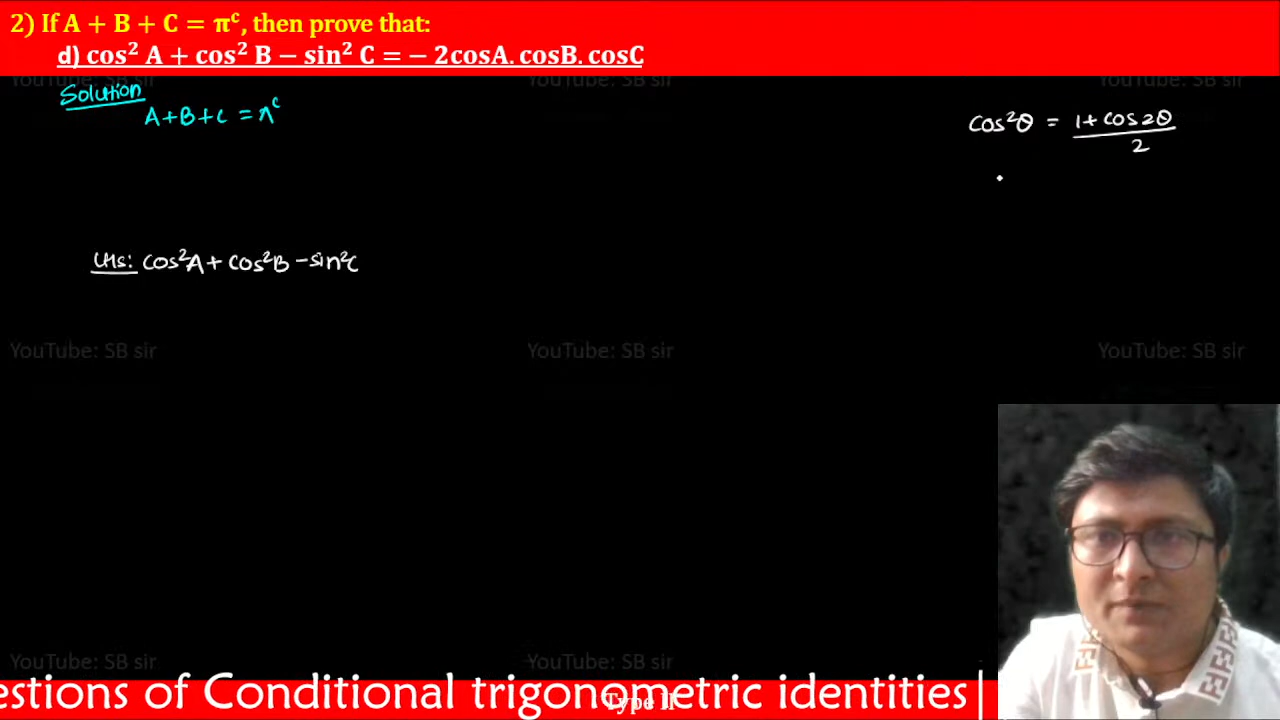 2) If A + B + C = πᶜ, then prove that:
d) cos² A + cos² B − sin² C = − 2cosA. cosB. cosC
YouTube: SB sir YouTube: SB sir YouTube: SB sir
Solution
A+B+C = πᶜ
cos²θ = 1+cos2θ / 2
LHS: cos²A + cos²B − sin²C
YouTube: SB sir YouTube: SB sir YouTube: SB sir
YouTube: SB sir YouTube: SB sir
estions of Conditional trigonometric identities|
Type II